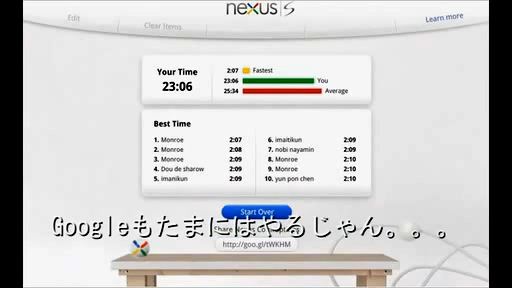 nexus S
Edit
Clear Items
Learn more
Your Time
23:06
2:07 Fastest
23:06 You
25:34 Average
Best Time
1. Monroe 2:07
2. Monroe 2:08
3. Monroe 2:09
4. Dou de sharow 2:09
5. imanikun 2:09
6. imaitikun 2:09
7. nobi nayamin 2:09
8. Monroe 2:09
9. Monroe 2:10
10. yun pon chen 2:10
Start Over
Googleもたまにはやるじゃん。。。
Share
http://goo.gl/tWKHM